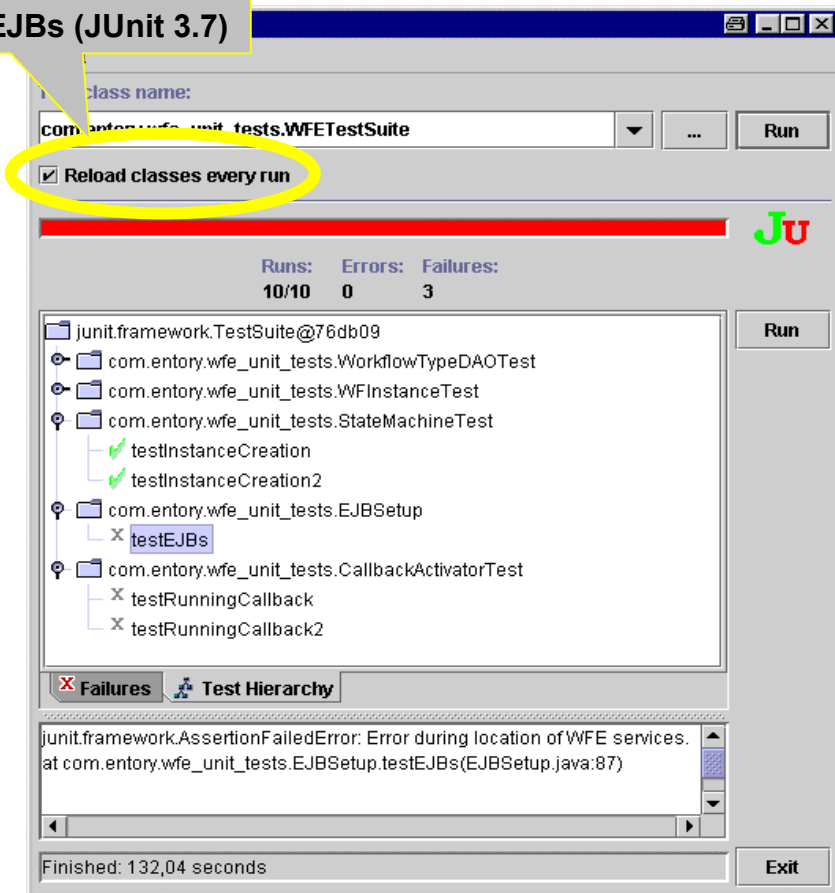 EJBs (JUnit 3.7)
class name:
com.entory.wfe_unit_tests.WFETestSuite
...
Run
Reload classes every run
JU
Runs: Errors: Failures:
10/10 0 3
junit.framework.TestSuite@76db09
Run
com.entory.wfe_unit_tests.WorkflowTypeDAOTest
com.entory.wfe_unit_tests.WFInstanceTest
com.entory.wfe_unit_tests.StateMachineTest
testInstanceCreation
testInstanceCreation2
com.entory.wfe_unit_tests.EJBSetup
testEJBs
com.entory.wfe_unit_tests.CallbackActivatorTest
testRunningCallback
testRunningCallback2
Failures Test Hierarchy
junit.framework.AssertionFailedError: Error during location of WFE services.
at com.entory.wfe_unit_tests.EJBSetup.testEJBs(EJBSetup.java:87)
Finished: 132,04 seconds
Exit